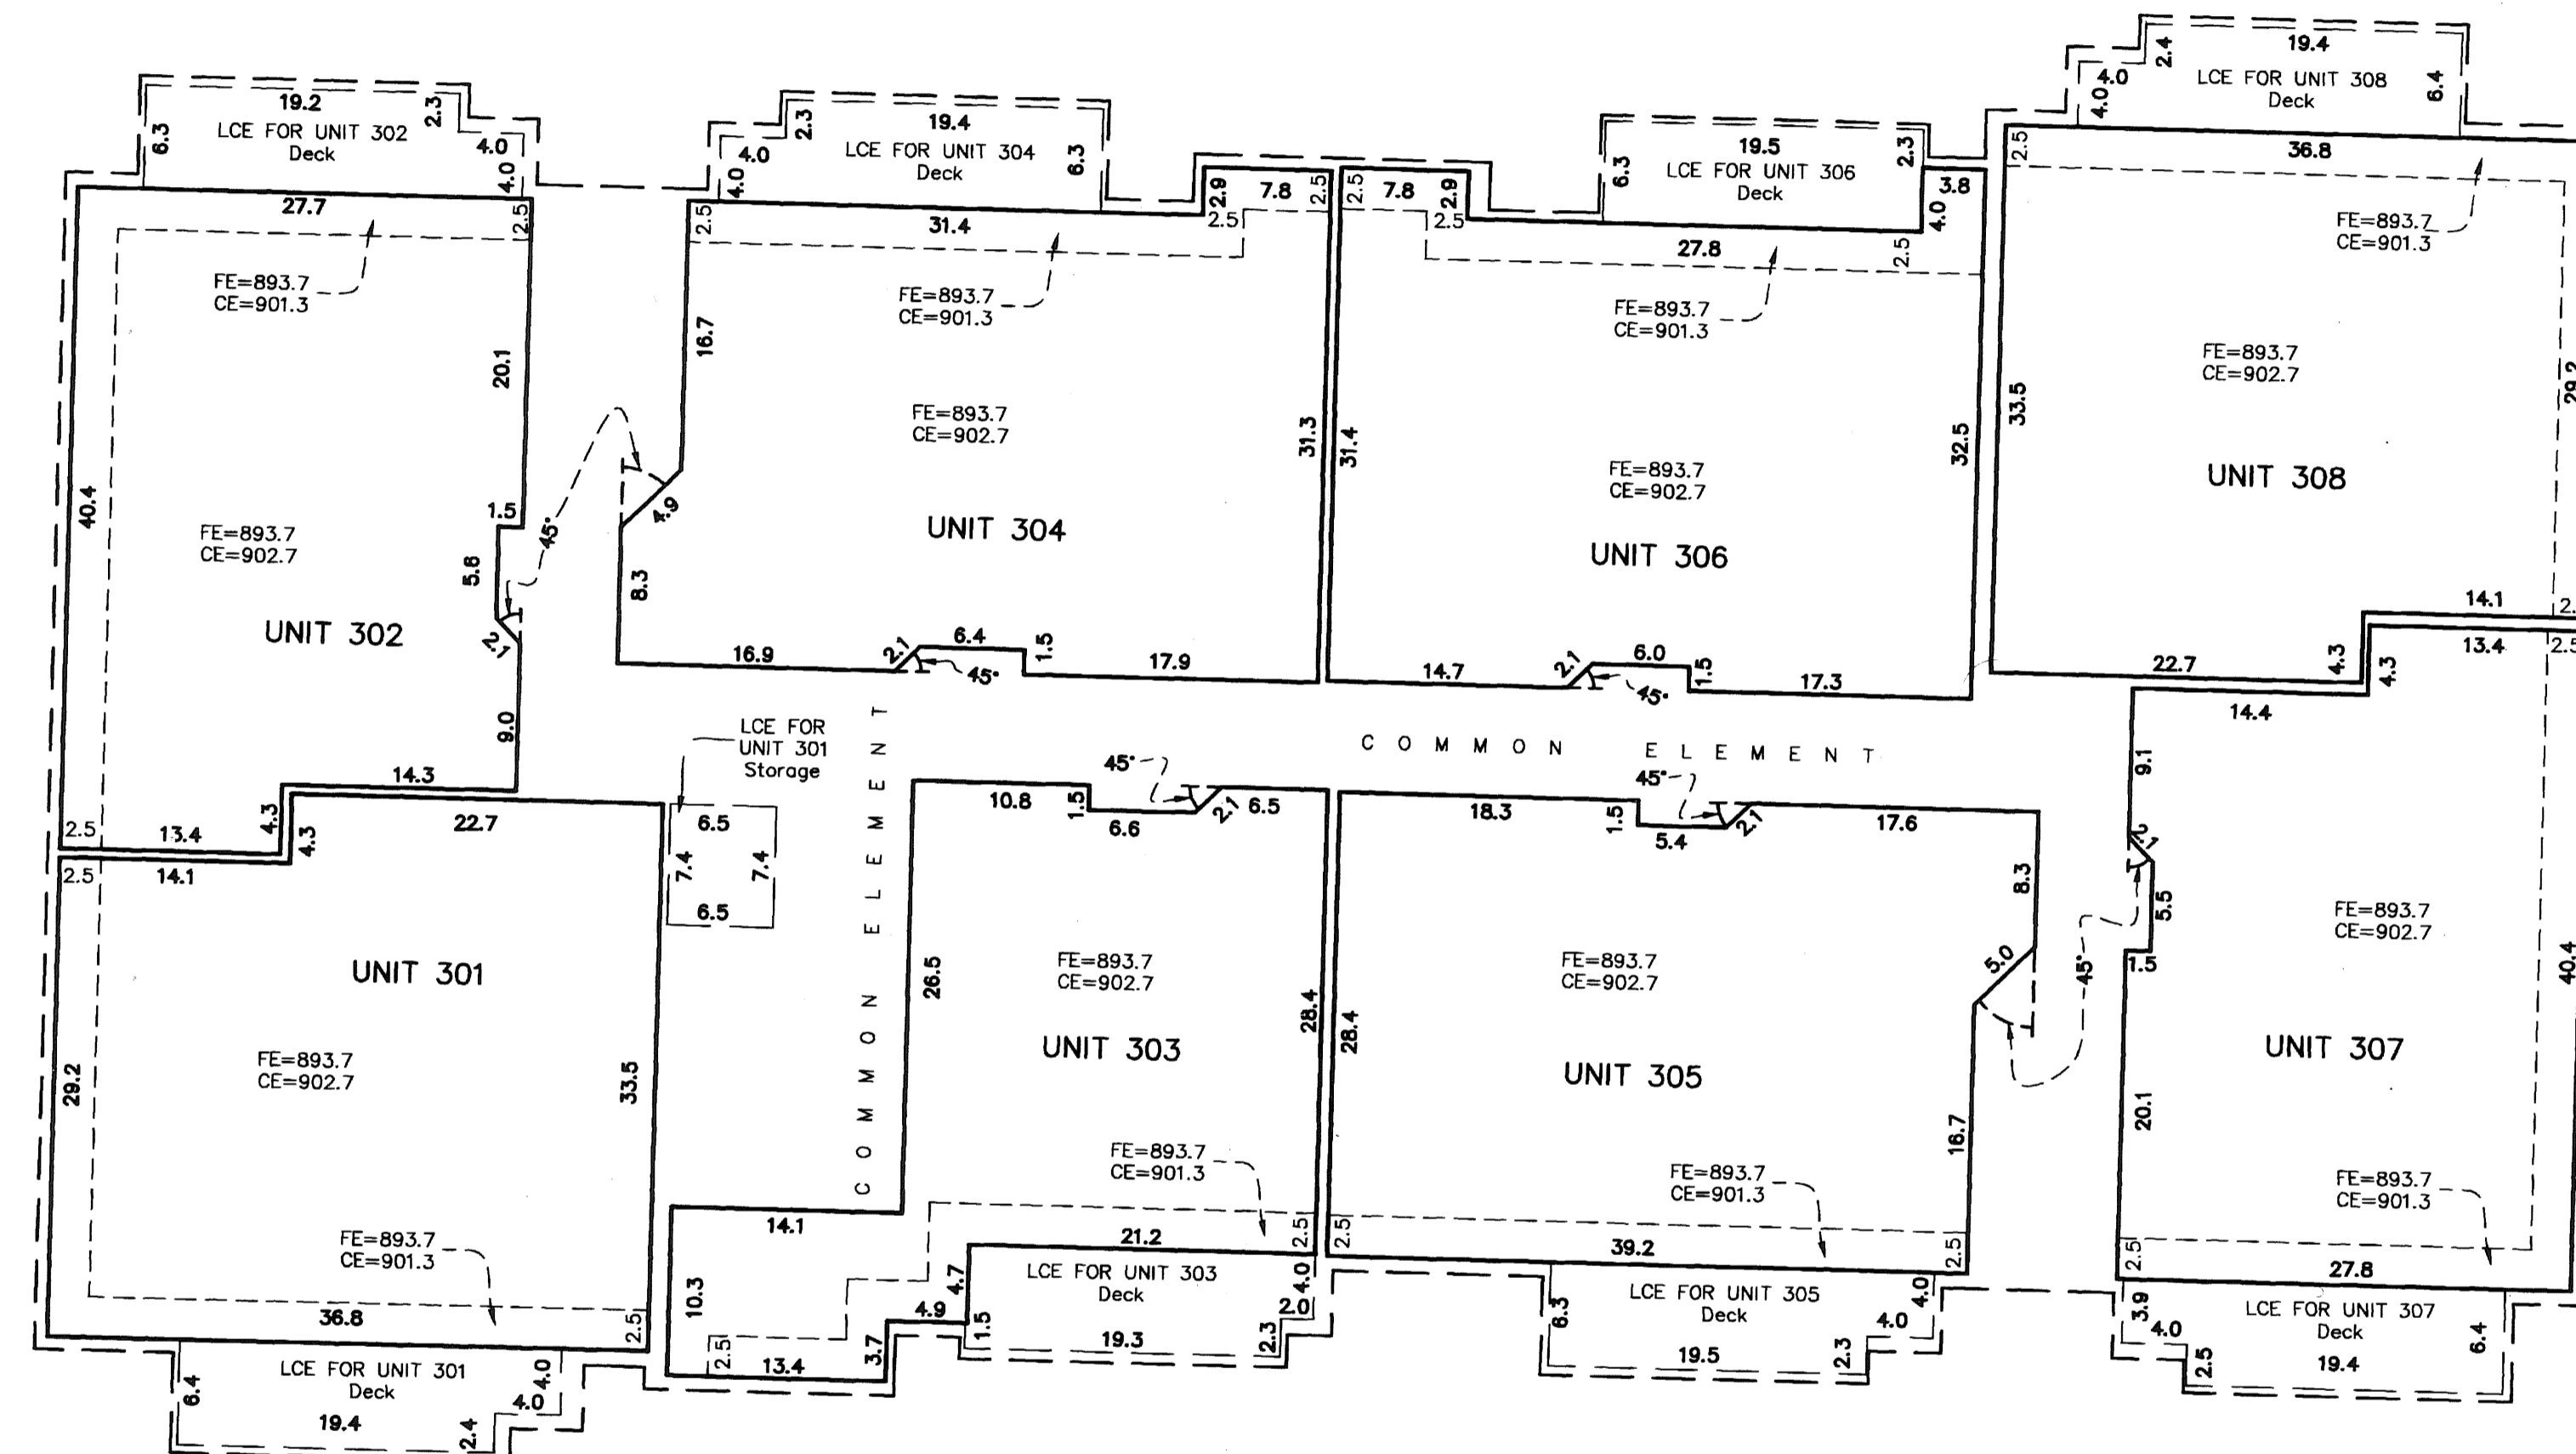 19.2
2.3
6.3
LCE FOR UNIT 302
Deck
4.0
4.0
27.7
2.5
FE=893.7
CE=901.3
20.1
40.4
1.5
FE=893.7
CE=902.7
5.6
45°
UNIT 302
2.1
9.0
14.3
4.3
2.5
13.4
2.3
19.4
4.0
LCE FOR UNIT 304
Deck
6.3
4.0
2.5
31.4
2.9
7.8
2.5
2.5
FE=893.7
CE=901.3
16.7
FE=893.7
CE=902.7
31.3
4.9
UNIT 304
8.3
16.9
2.1
6.4
1.5
45°
17.9
6.3
19.5
2.3
LCE FOR UNIT 306
Deck
2.5
7.8
2.9
2.5
3.8
4.0
27.8
2.5
FE=893.7
CE=901.3
31.4
32.5
FE=893.7
CE=902.7
UNIT 306
14.7
2.1
6.0
1.5
45°
17.3
2.4
19.4
4.0
LCE FOR UNIT 308
Deck
6.4
4.0
2.5
36.8
FE=893.7
CE=901.3
FE=893.7
CE=902.7
33.5
29.2
UNIT 308
14.1
2.
22.7
4.3
LCE FOR
UNIT 301
Storage
6.5
7.4
7.4
6.5
COMMON ELEMENT
COMMON ELEMENT
4.3
22.7
2.5
14.1
UNIT 301
FE=893.7
CE=902.7
29.2
33.5
FE=893.7
CE=901.3
36.8
2.5
LCE FOR UNIT 301
Deck
6.4
4.0
4.0
19.4
2.4
45°
10.8
1.5
6.6
2.1
6.5
26.5
FE=893.7
CE=902.7
28.4
UNIT 303
FE=893.7
CE=901.3
14.1
21.2
2.5
10.3
4.7
LCE FOR UNIT 303
Deck
4.0
4.9
1.5
2.0
2.5
13.4
3.7
19.3
2.3
45°
18.3
1.5
5.4
2.1
17.6
8.3
FE=893.7
CE=902.7
5.0
28.4
UNIT 305
16.7
FE=893.7
CE=901.3
2.5
39.2
2.5
6.3
LCE FOR UNIT 305
Deck
4.0
4.0
19.5
2.3
4.3
13.4
2.5
14.4
9.1
2.1
5.5
FE=893.7
CE=902.7
45°
1.5
40.4
UNIT 307
20.1
FE=893.7
CE=901.3
2.5
27.8
3.9
LCE FOR UNIT 307
Deck
4.0
6.4
2.5
19.4